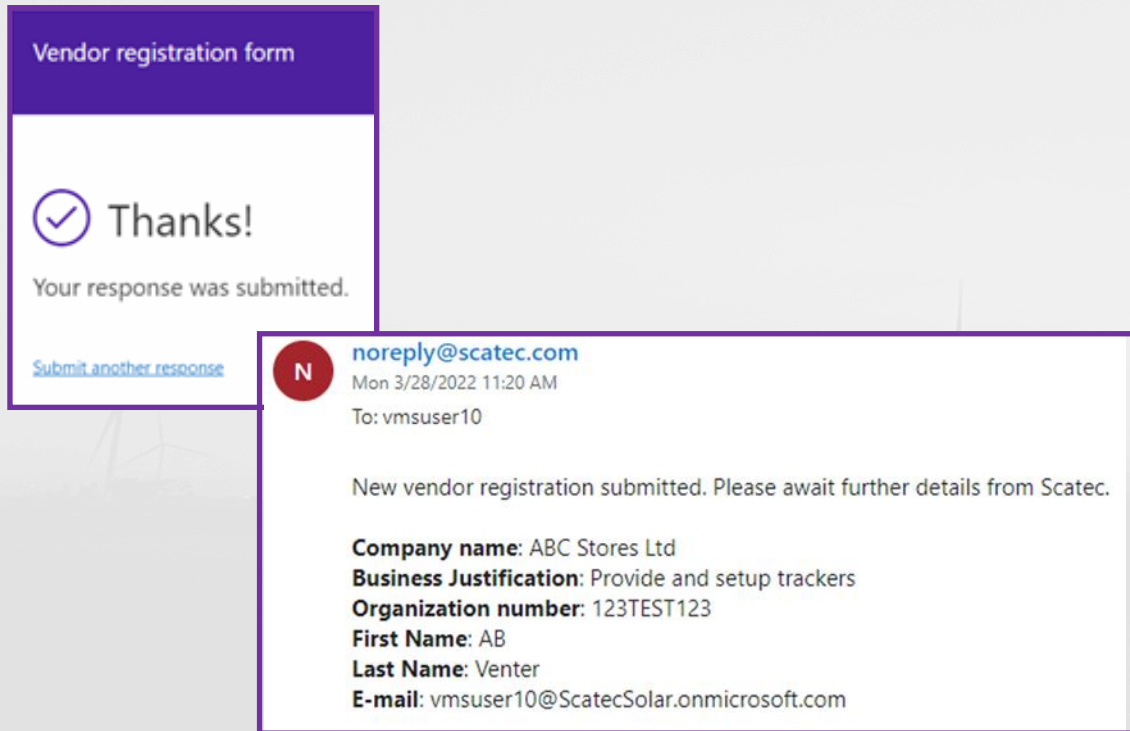 Vendor registration form
Thanks!
Your response was submitted.
Submit another response
N
noreply@scatec.com
Mon 3/28/2022 11:20 AM
To: vmsuser10
New vendor registration submitted. Please await further details from Scatec.
Company name: ABC Stores Ltd
Business Justification: Provide and setup trackers
Organization number: 123TEST123
First Name: AB
Last Name: Venter
E-mail: vmsuser10@ScatecSolar.onmicrosoft.com